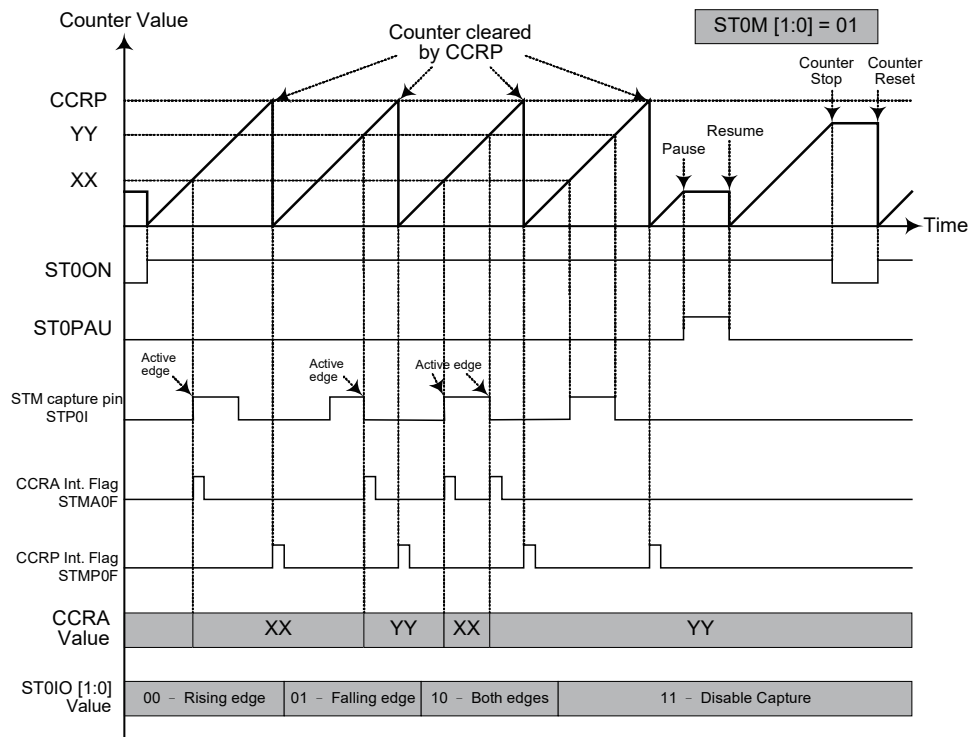 Counter Value
ST0M [1:0] = 01
Counter cleared
by CCRP
Counter
Stop
Counter
Reset
CCRP
YY
Pause
Resume
XX
Time
ST0ON
ST0PAU
Active
edge
Active
edge
Active edge
STM capture pin
STP0I
CCRA Int. Flag
STMA0F
CCRP Int. Flag
STMP0F
CCRA
Value
XX
YY
XX
YY
ST0IO [1:0]
Value
00 – Rising edge
01 – Falling edge
10 – Both edges
11 – Disable Capture